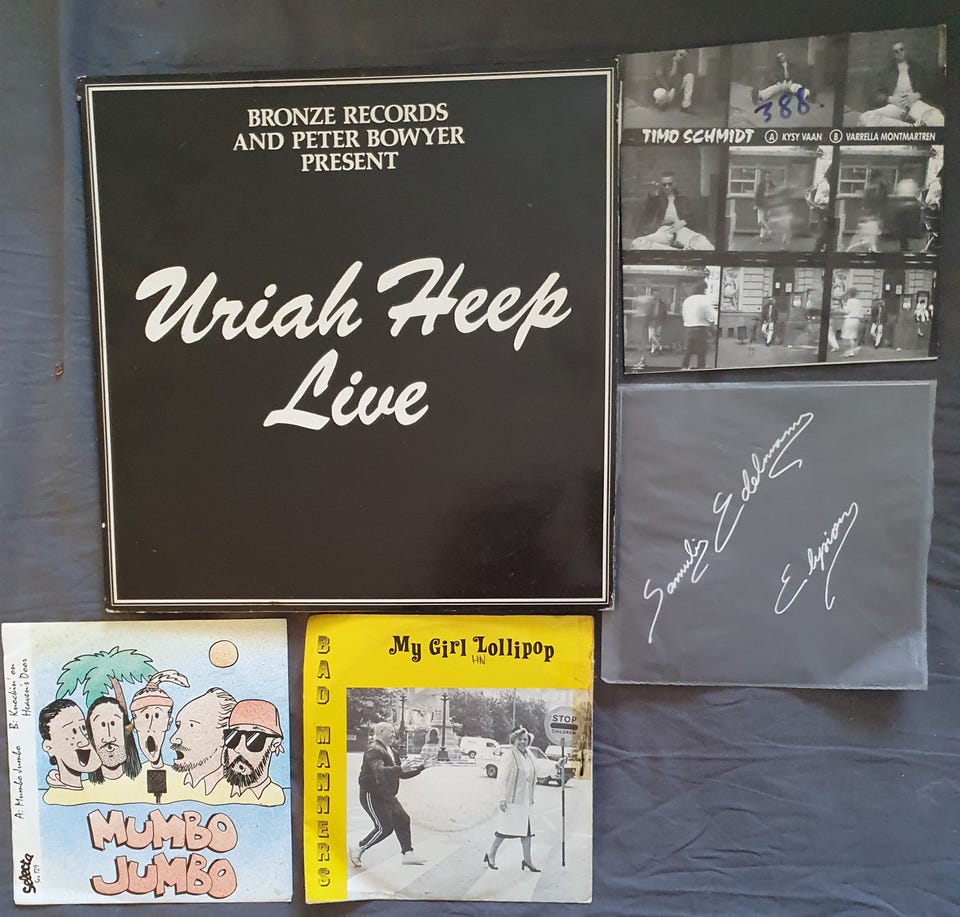 BRONZE RECORDS
AND PETER BOWYER
PRESENT
Uriah Heep
Live
388.
TIMO SCHMIDT A KYSY VAAN B VARRELLA MONTMARTREN
Samuli Edelmann
Elysion
A: Mumbo Jumbo B: Knockin' on
Heaven's Door
MUMBO
JUMBO
Selecta
BAD MANNERS
My Girl Lollipop
HN
STOP
CHILDREN